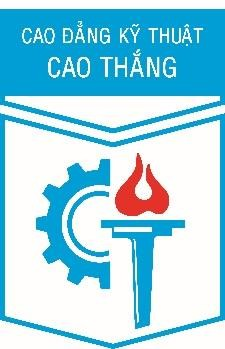 CAO ĐẲNG KỸ THUẬT
CAO THẮNG